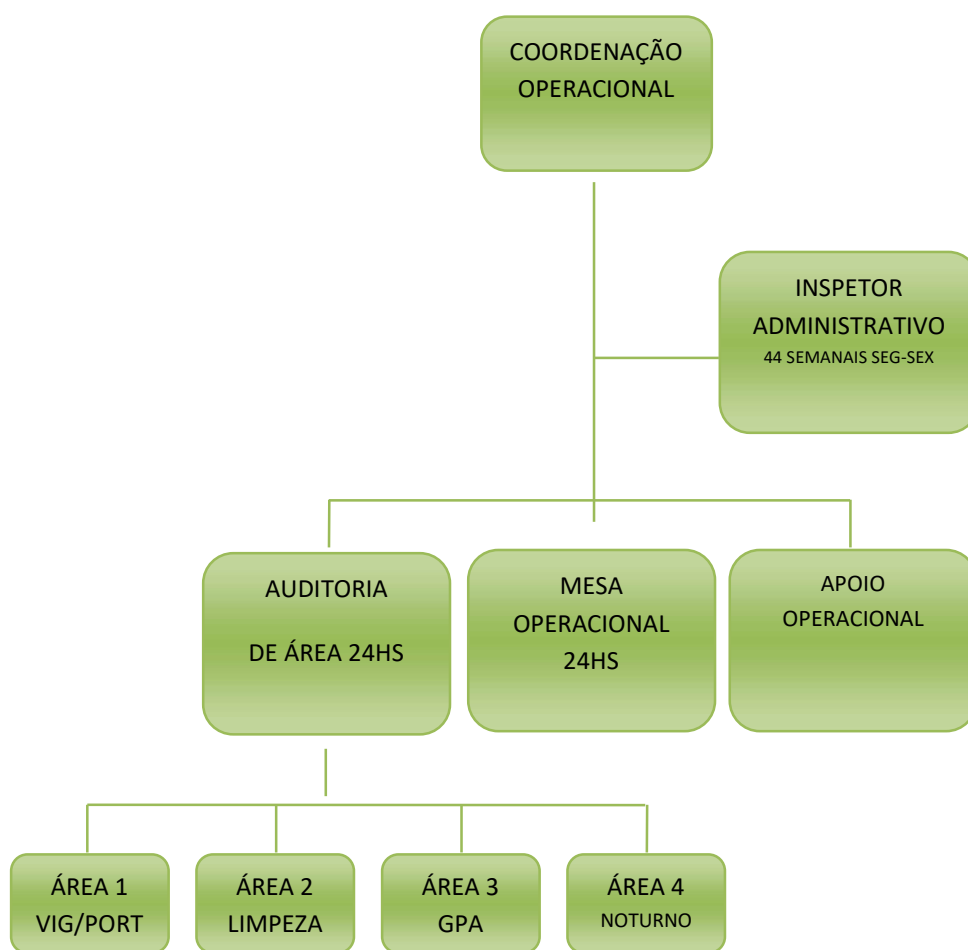 COORDENAÇÃO
OPERACIONAL
INSPETOR
ADMINISTRATIVO
44 SEMANAIS SEG-SEX
AUDITORIA
DE ÁREA 24HS
MESA
OPERACIONAL
24HS
APOIO
OPERACIONAL
ÁREA 1
VIG/PORT
ÁREA 2
LIMPEZA
ÁREA 3
GPA
ÁREA 4
NOTURNO